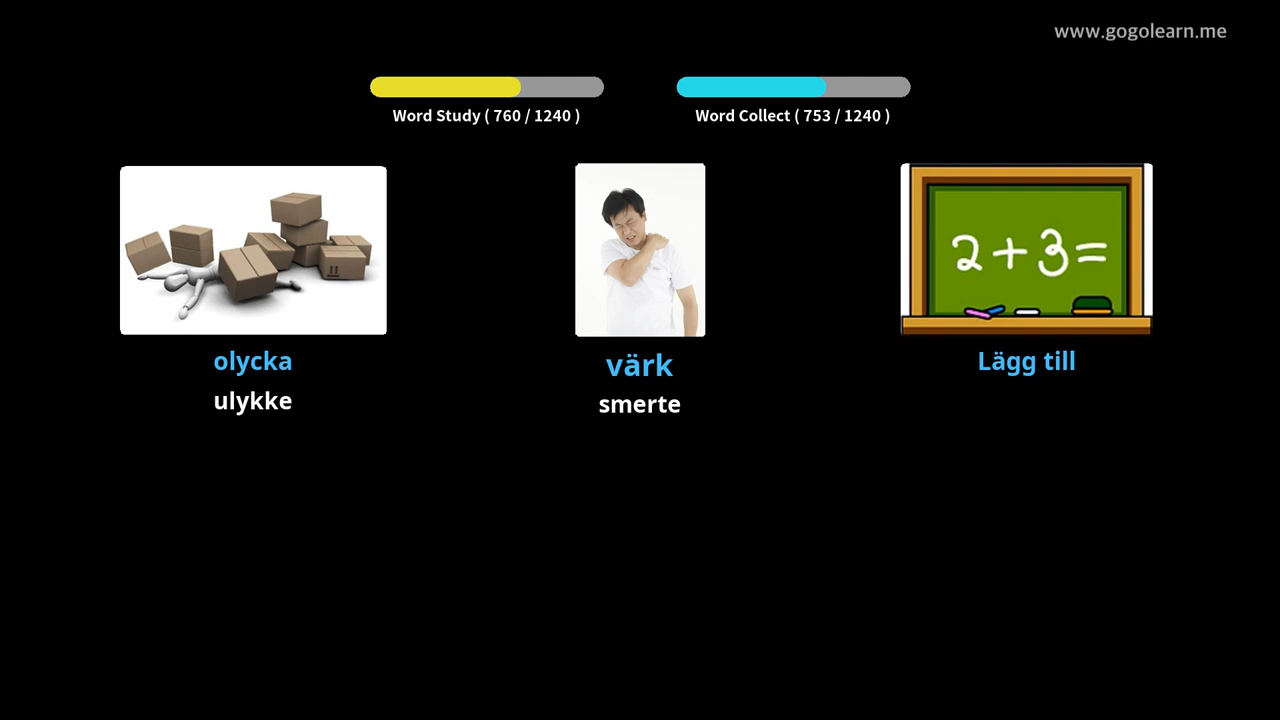 www.gogolearn.me
Word Study ( 760 / 1240 )
Word Collect ( 753 / 1240 )
2+3=
olycka
ulykke
värk
smerte
Lägg till